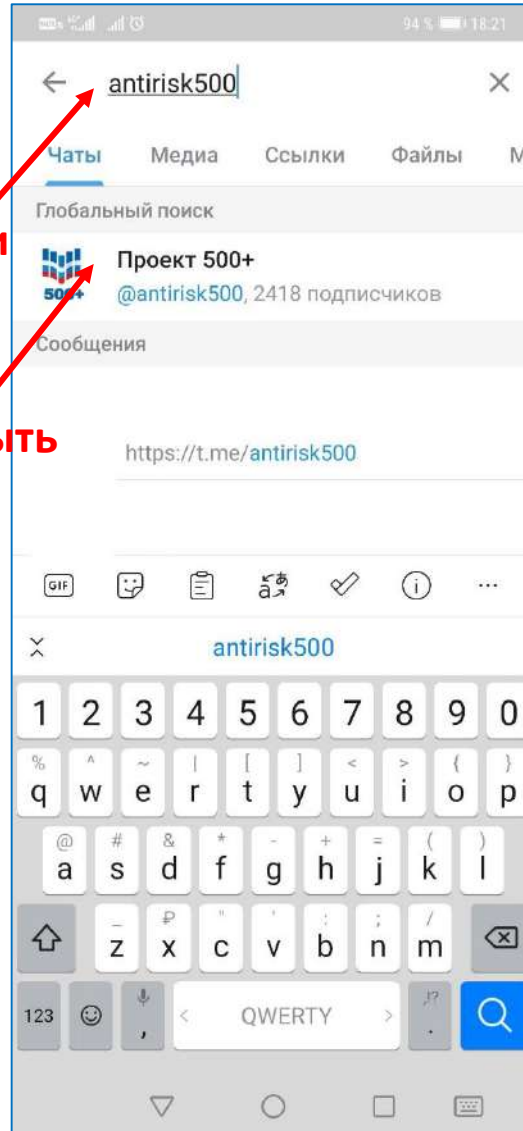 94 % 18:21
antirisk500
Чаты Медиа Ссылки Файлы
Глобальный поиск
Проект 500+
500+
@antirisk500, 2418 подписчиков
Сообщения
ыть
https://t.me/antirisk500
GIF
antirisk500
1 2 3 4 5 6 7 8 9 0
% ^ ~ | [ ] < > { }
q w e r t y u i o p
@ # & * - + = ( )
a s d f g h j k l
_ ₽ " ' : ; /
z x c v b n m
123 , < QWERTY > ,!? .